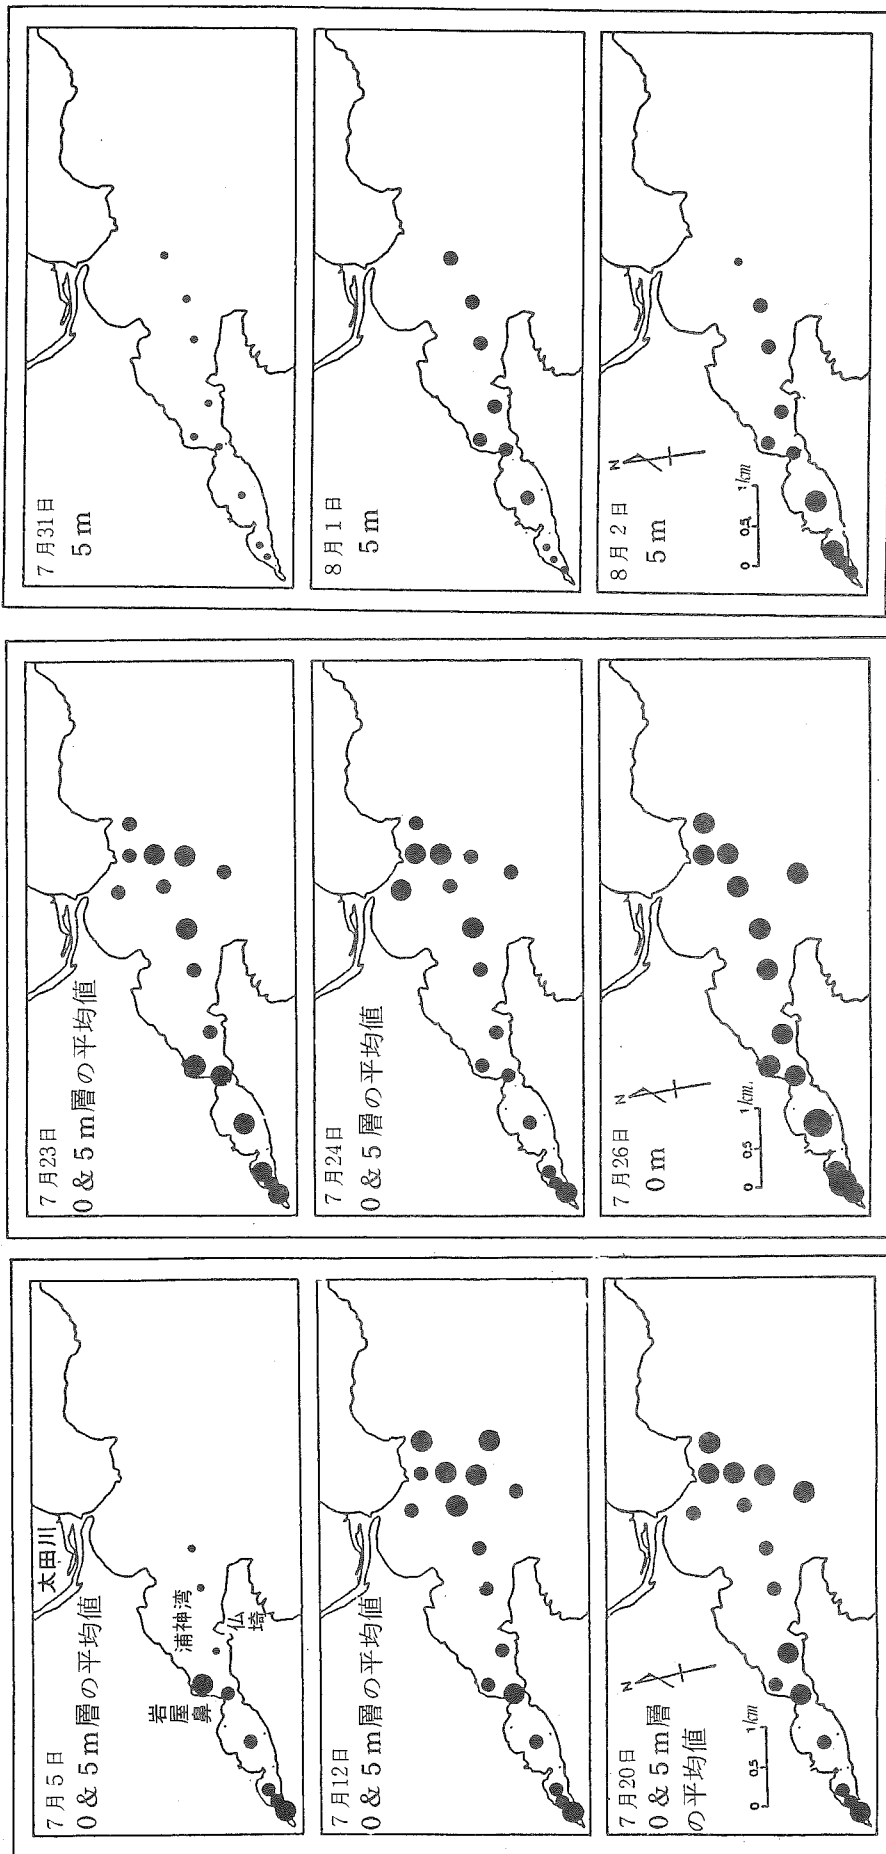 7月5日
0 & 5m層の平均値
太田川
浦神湾
仏埼
岩屋鼻
7月12日
0 & 5m層の平均値
7月20日
0 & 5m層
の平均値
N
0 0.5 1km
7月23日
0 & 5m層の平均値
7月24日
0 & 5層の平均値
7月26日
0m
N
0 0.5 1km.
7月31日
5m
8月1日
5m
8月2日
5m
N
0 0.5 1km